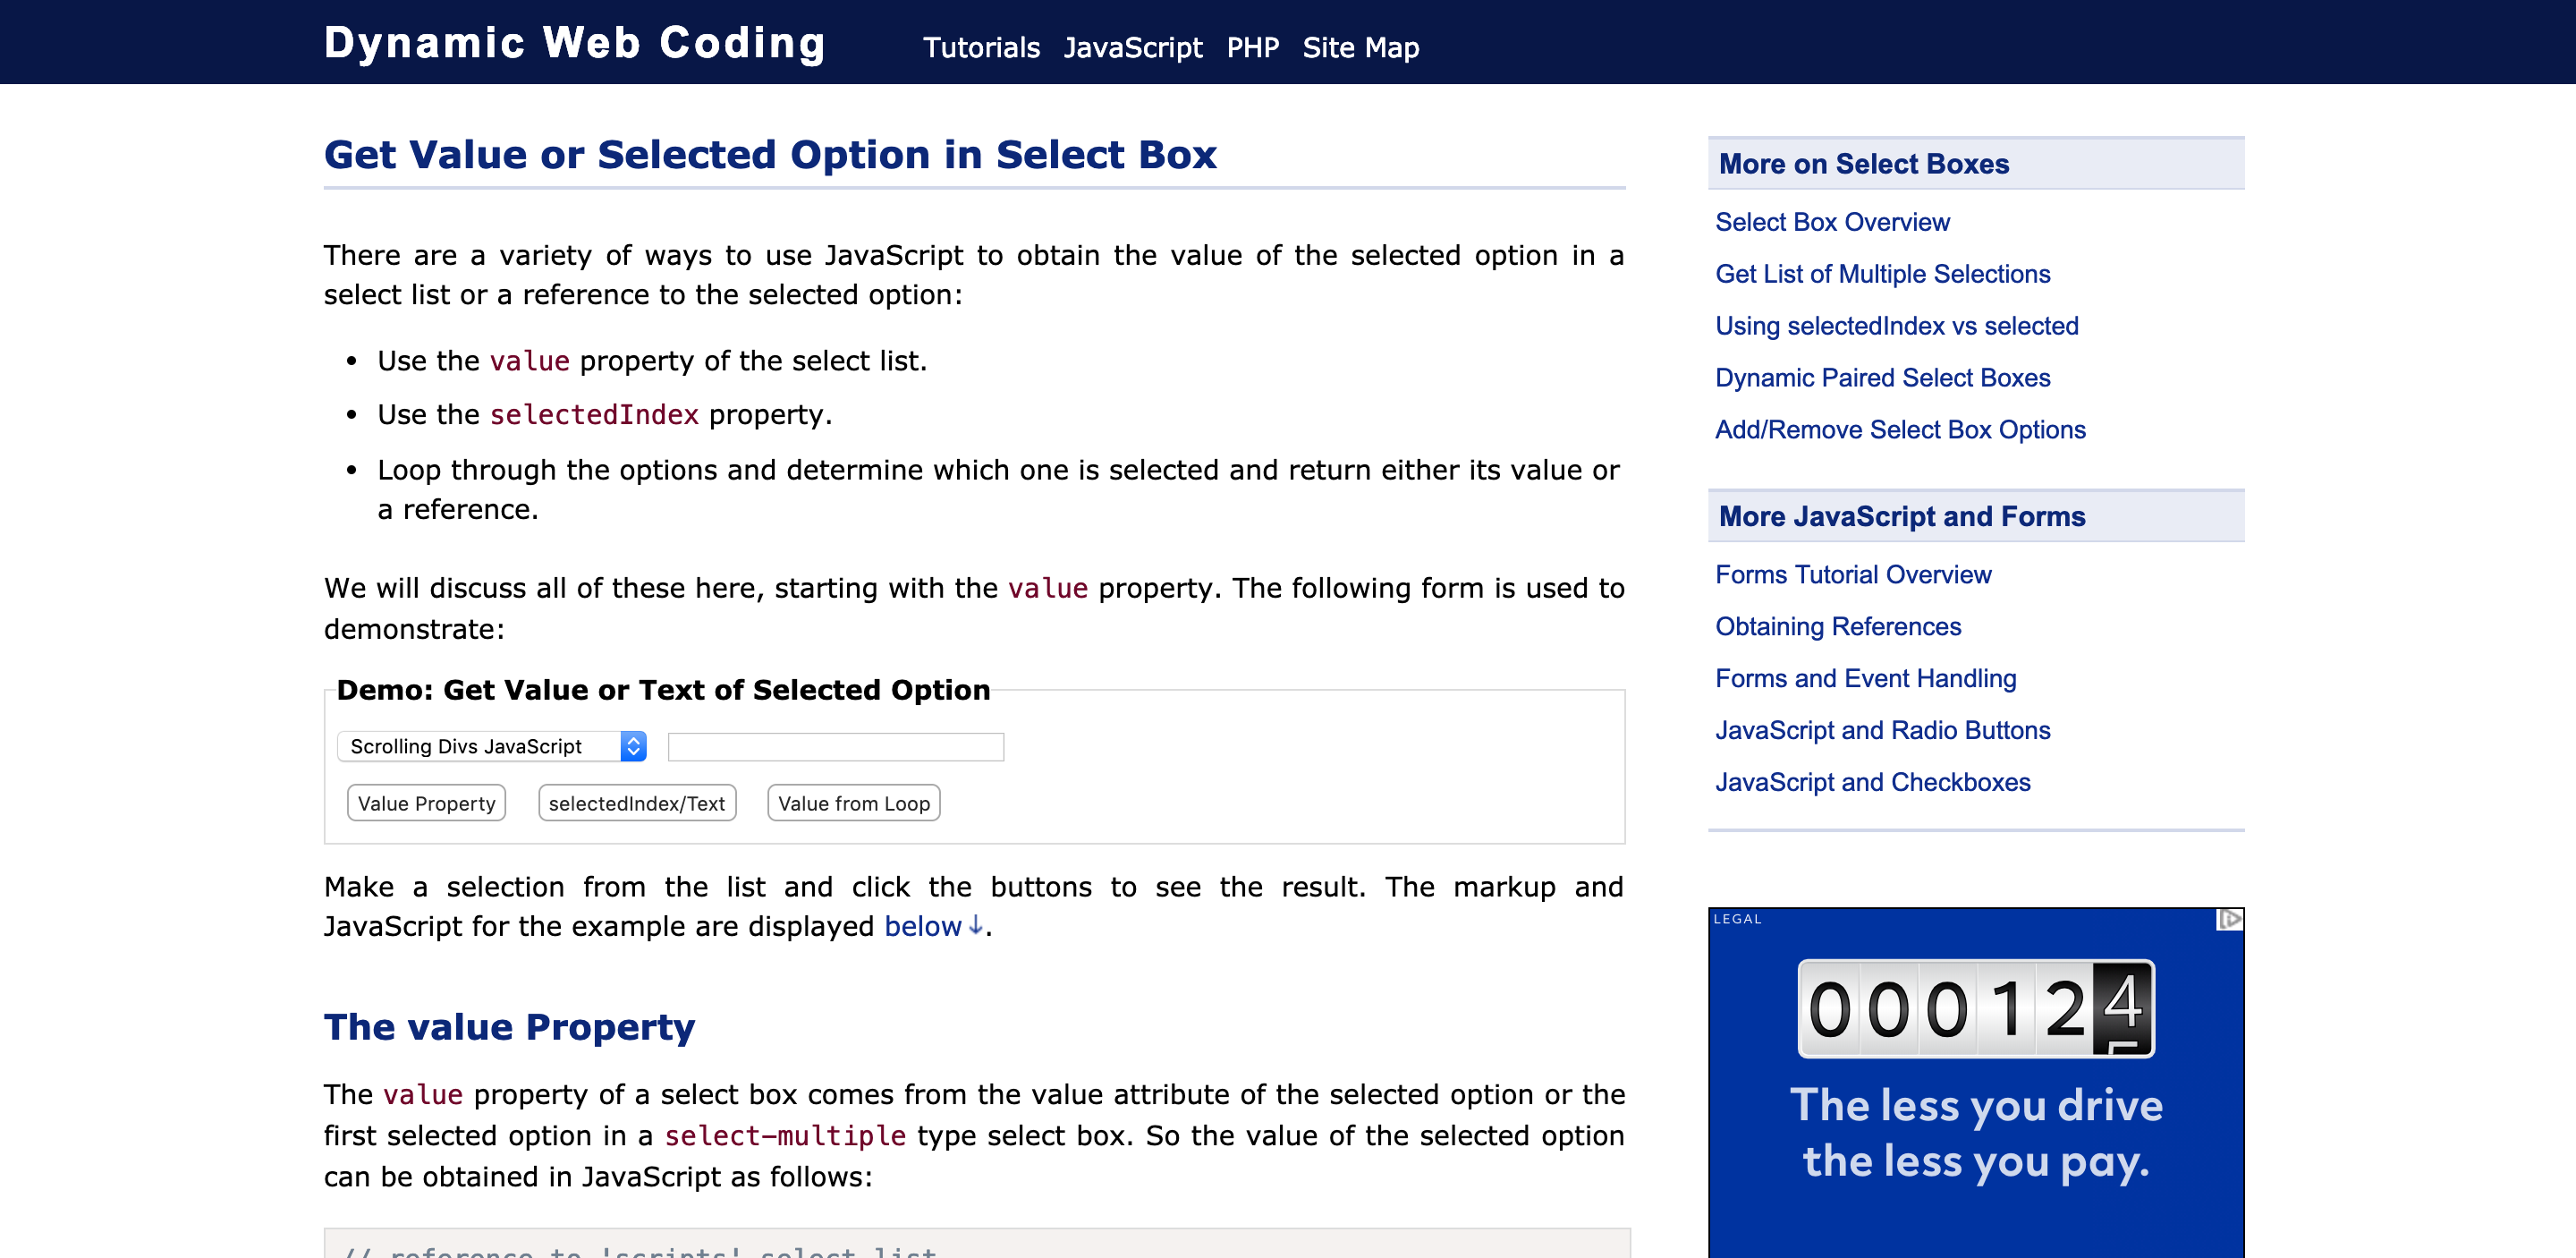 Dynamic Web Coding
Tutorials JavaScript PHP Site Map
Get Value or Selected Option in Select Box
There are a variety of ways to use JavaScript to obtain the value of the selected option in a
select list or a reference to the selected option:
• Use the value property of the select list.
• Use the selectedIndex property.
• Loop through the options and determine which one is selected and return either its value or
a reference.
We will discuss all of these here, starting with the value property. The following form is used to
demonstrate:
Demo: Get Value or Text of Selected Option
Scrolling Divs JavaScript
Value Property selectedIndex/Text Value from Loop
Make a selection from the list and click the buttons to see the result. The markup and
JavaScript for the example are displayed below↓.
The value Property
The value property of a select box comes from the value attribute of the selected option or the
first selected option in a select-multiple type select box. So the value of the selected option
can be obtained in JavaScript as follows:
// reference to 'scripts' select list
More on Select Boxes
Select Box Overview
Get List of Multiple Selections
Using selectedIndex vs selected
Dynamic Paired Select Boxes
Add/Remove Select Box Options
More JavaScript and Forms
Forms Tutorial Overview
Obtaining References
Forms and Event Handling
JavaScript and Radio Buttons
JavaScript and Checkboxes
LEGAL
000124
The less you drive
the less you pay.